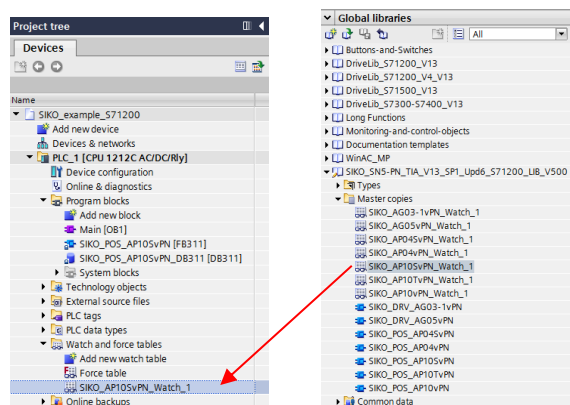 Project tree
Devices
Name
SIKO_example_S71200
Add new device
Devices & networks
PLC_1 [CPU 1212C AC/DC/Rly]
Device configuration
Online & diagnostics
Program blocks
Add new block
Main [OB1]
SIKO_POS_AP10SvPN [FB311]
SIKO_POS_AP10SvPN_DB311 [DB311]
System blocks
Technology objects
External source files
PLC tags
PLC data types
Watch and force tables
Add new watch table
Force table
SIKO_AP10SvPN_Watch_1
Online backups
Global libraries
All
Buttons-and-Switches
DriveLib_S71200_V13
DriveLib_S71200_V4_V13
DriveLib_S71500_V13
DriveLib_S7300-S7400_V13
Long Functions
Monitoring-and-control-objects
Documentation templates
WinAC_MP
SIKO_SN5-PN_TIA_V13_SP1_Upd6_S71200_LIB_V500
Types
Master copies
SIKO_AG03-1vPN_Watch_1
SIKO_AG05vPN_Watch_1
SIKO_AP04SvPN_Watch_1
SIKO_AP04vPN_Watch_1
SIKO_AP10SvPN_Watch_1
SIKO_AP10TvPN_Watch_1
SIKO_AP10vPN_Watch_1
SIKO_DRV_AG03-1vPN
SIKO_DRV_AG05vPN
SIKO_POS_AP04SvPN
SIKO_POS_AP04vPN
SIKO_POS_AP10SvPN
SIKO_POS_AP10TvPN
SIKO_POS_AP10vPN
Common data